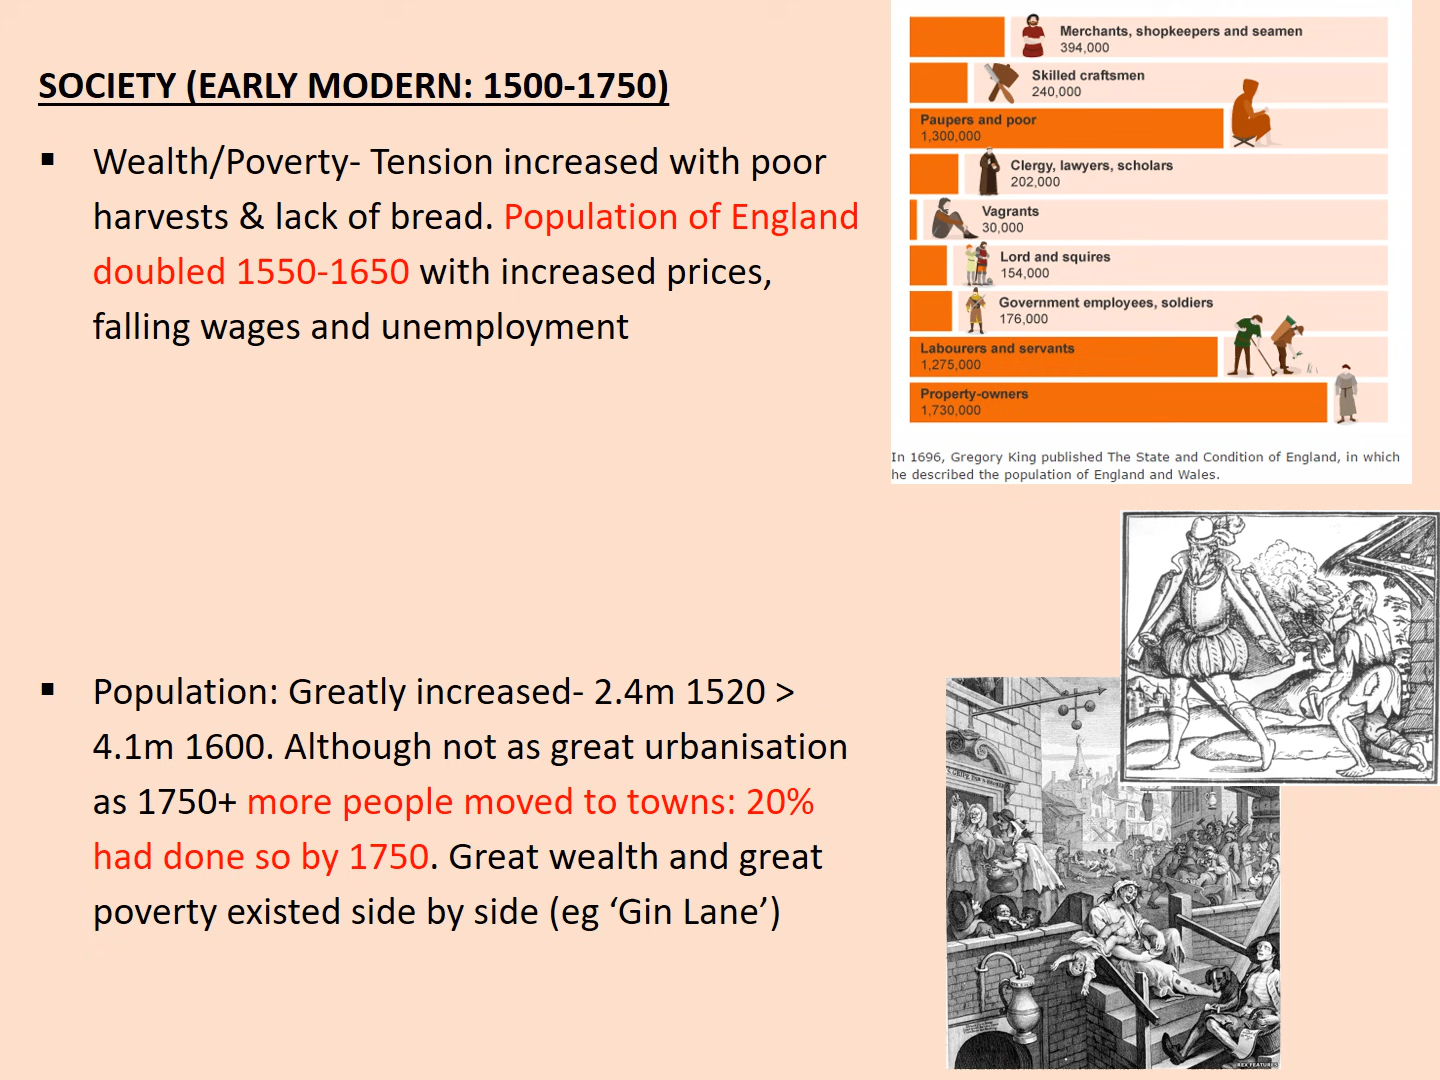 SOCIETY (EARLY MODERN: 1500-1750)
▪ Wealth/Poverty- Tension increased with poor
harvests & lack of bread. Population of England
doubled 1550-1650 with increased prices,
falling wages and unemployment
▪ Population: Greatly increased- 2.4m 1520 >
4.1m 1600. Although not as great urbanisation
as 1750+ more people moved to towns: 20%
had done so by 1750. Great wealth and great
poverty existed side by side (eg ‘Gin Lane’)
Merchants, shopkeepers and seamen
394,000
Skilled craftsmen
240,000
Paupers and poor
1,300,000
Clergy, lawyers, scholars
202,000
Vagrants
30,000
Lord and squires
154,000
Government employees, soldiers
176,000
Labourers and servants
1,275,000
Property-owners
1,730,000
In 1696, Gregory King published The State and Condition of England, in which
he described the population of England and Wales.
REX FEATURES